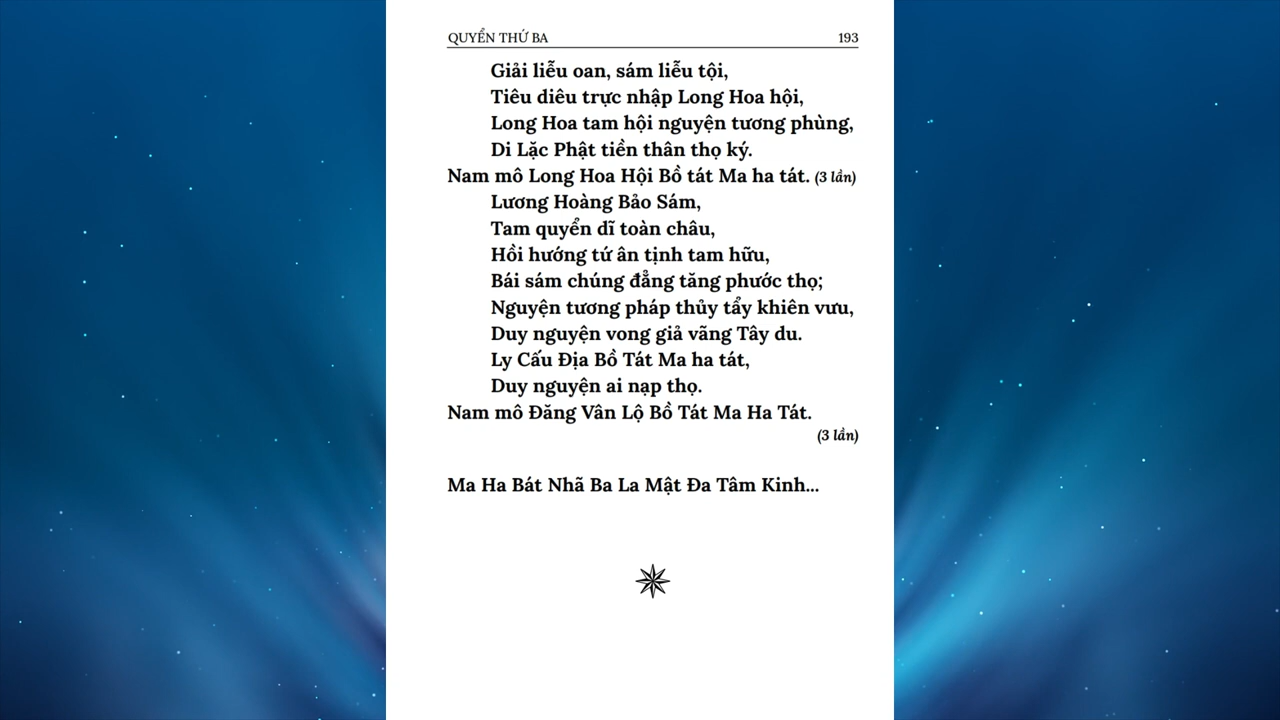 QUYỂN THỨ BA 193
Giải liễu oan, sám liễu tội,
Tiêu diêu trực nhập Long Hoa hội,
Long Hoa tam hội nguyện tương phùng,
Di Lặc Phật tiền thân thọ ký.
Nam mô Long Hoa Hội Bồ tát Ma ha tát. (3 lần)
Lương Hoàng Bảo Sám,
Tam quyển dĩ toàn châu,
Hồi hướng tứ ân tịnh tam hữu,
Bái sám chúng đẳng tăng phước thọ;
Nguyện tương pháp thủy tẩy khiên vưu,
Duy nguyện vong giả vãng Tây du.
Ly Cấu Địa Bồ Tát Ma ha tát,
Duy nguyện ai nạp thọ.
Nam mô Đăng Vân Lộ Bồ Tát Ma Ha Tát.
(3 lần)
Ma Ha Bát Nhã Ba La Mật Đa Tâm Kinh...